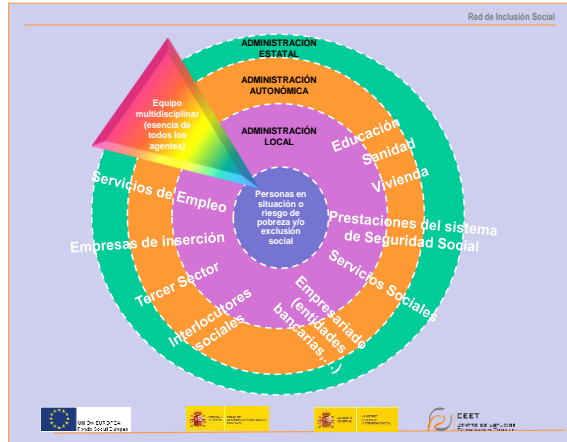 Red de Inclusión Social
ADMINISTRACIÓN
ESTATAL
ADMINISTRACIÓN
AUTONÓMICA
ADMINISTRACIÓN
LOCAL
Equipo
multidisciplinar
(esencia de
todos los
agentes)
Personas en
situación o
riesgo de
pobreza y/o
exclusión
social
Educación
Sanidad
Vivienda
Prestaciones del sistema
de Seguridad Social
Servicios Sociales
Empresariado
(entidades
bancarias,...)
Interlocutores
sociales
Tercer Sector
Empresas de inserción
Servicios de Empleo
UNIÓN EUROPEA
Fondo Social Europeo
CEET